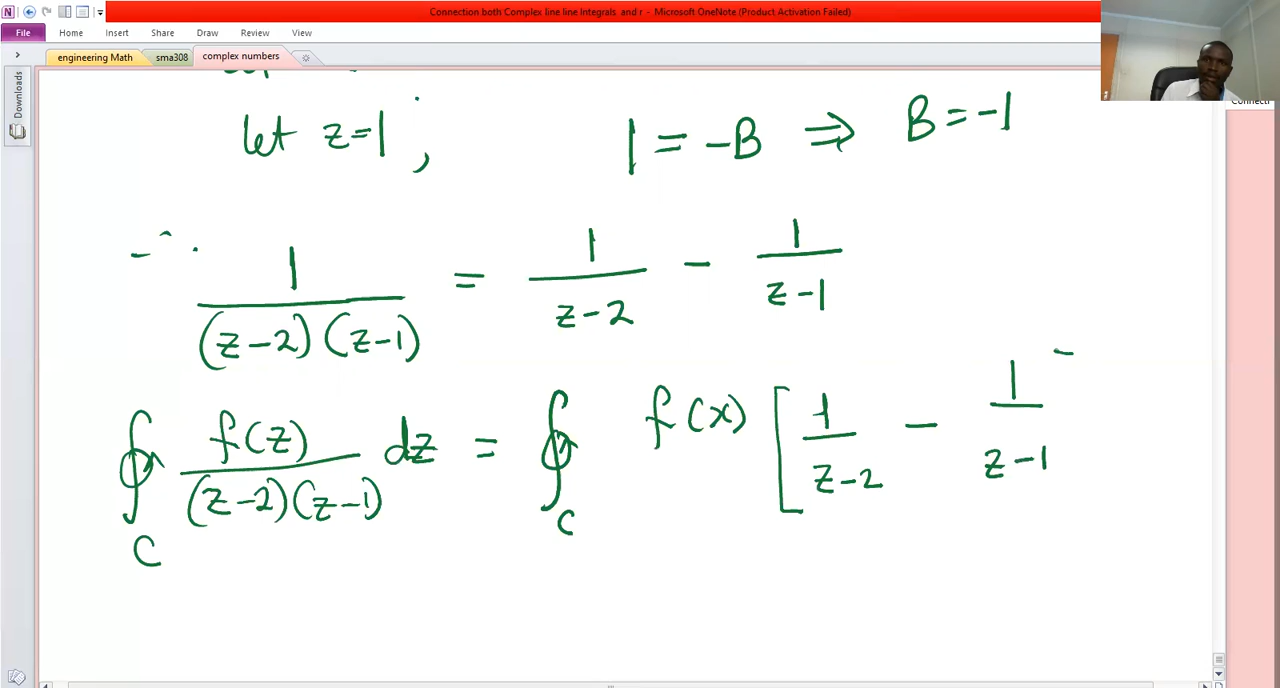 Connection both Complex line line Integrals and r - Microsoft OneNote (Product Activation Failed)
File Home Insert Share Draw Review View
engineering Math sma308 complex numbers
Downloads
let z=1; 1 = -B ⇒ B = -1
∴ 1/((z-2)(z-1)) = 1/(z-2) - 1/(z-1)
∮_C f(z)/((z-2)(z-1)) dz = ∮_C f(x) [ 1/(z-2) - 1/(z-1)